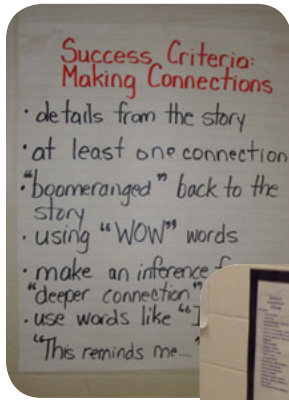 Success Criteria:
Making Connections
• details from the story
• at least one connection
• "boomeranged" back to the
story
• using "WOW" words
• make an inference
"deeper connection"
• use words like "I
"This reminds me....."